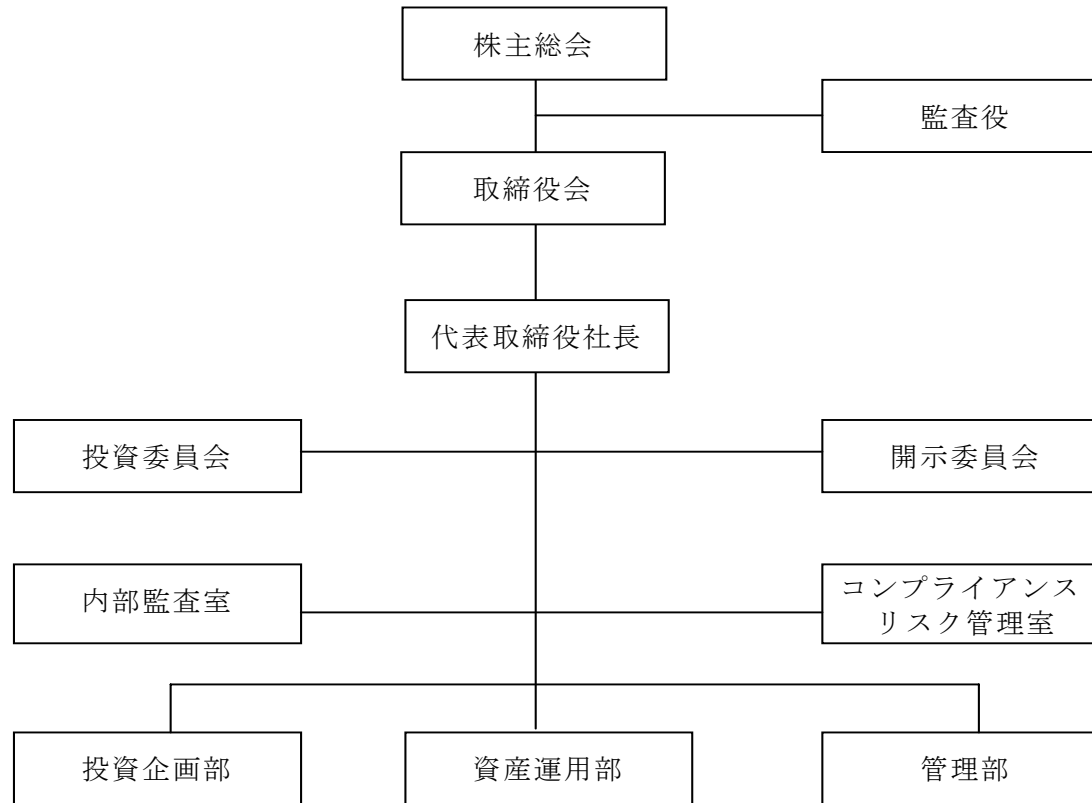 株主総会
監査役
取締役会
代表取締役社長
投資委員会
開示委員会
内部監査室
コンプライアンス
リスク管理室
投資企画部
資産運用部
管理部